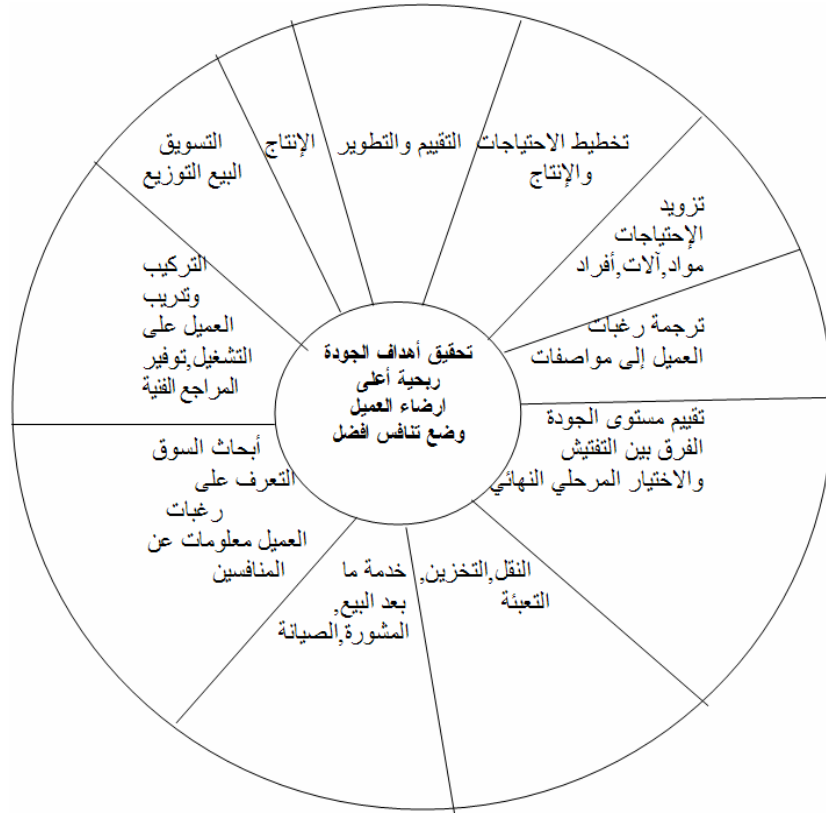 تخطيط الاحتياجات
والإنتاج
التقييم والتطوير
الإنتاج
التسويق
البيع التوزيع
تزويد
الإحتياجات
مواد,آلات,أفراد
التركيب
وتدريب
العميل على
التشغيل,توفير
المراجع الفنية
ترجمة رغبات
العميل إلى مواصفات
تحقيق أهداف الجودة
ربحية أعلى
ارضاء العميل
وضع تنافس افضل
تقييم مستوى الجودة
الفرق بين التفتيش
والاختيار المرحلي النهائي
أبحاث السوق
التعرف على
رغبات
العميل معلومات عن
المنافسين
النقل,التخزين,
التعبئة
خدمة ما
بعد البيع,
المشورة,الصيانة